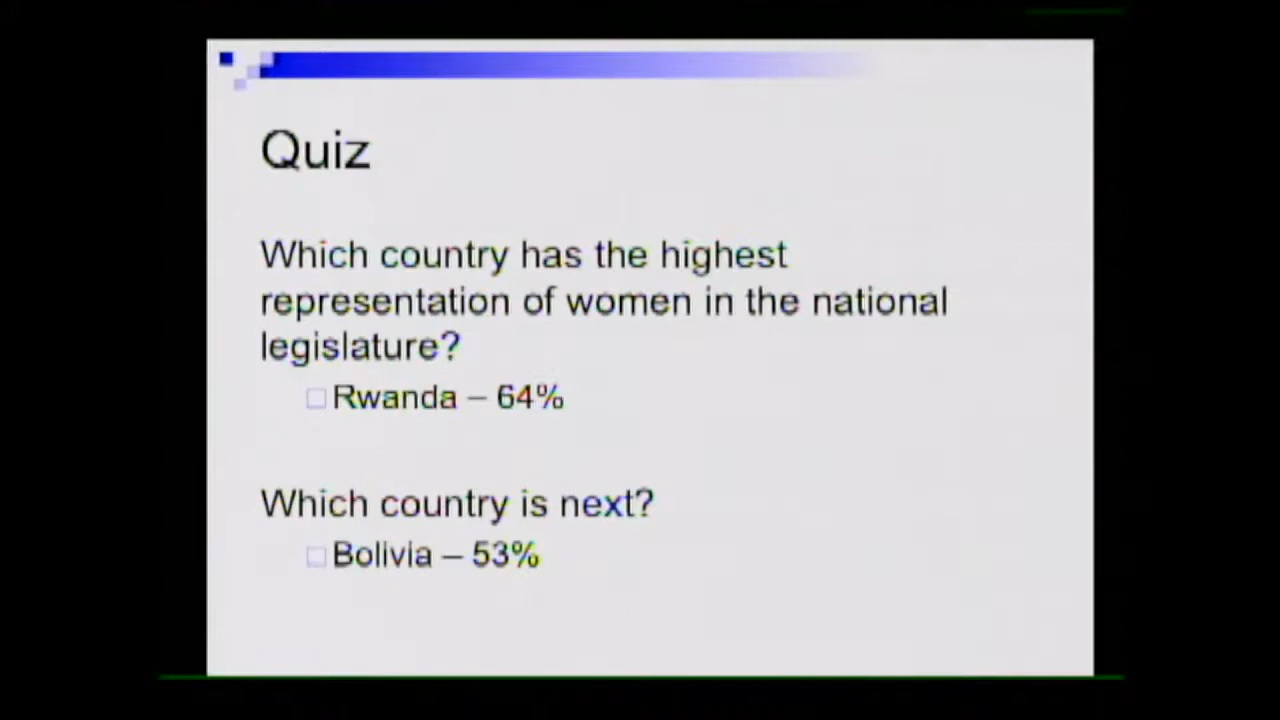 Quiz
Which country has the highest
representation of women in the national
legislature?
Rwanda – 64%
Which country is next?
Bolivia – 53%